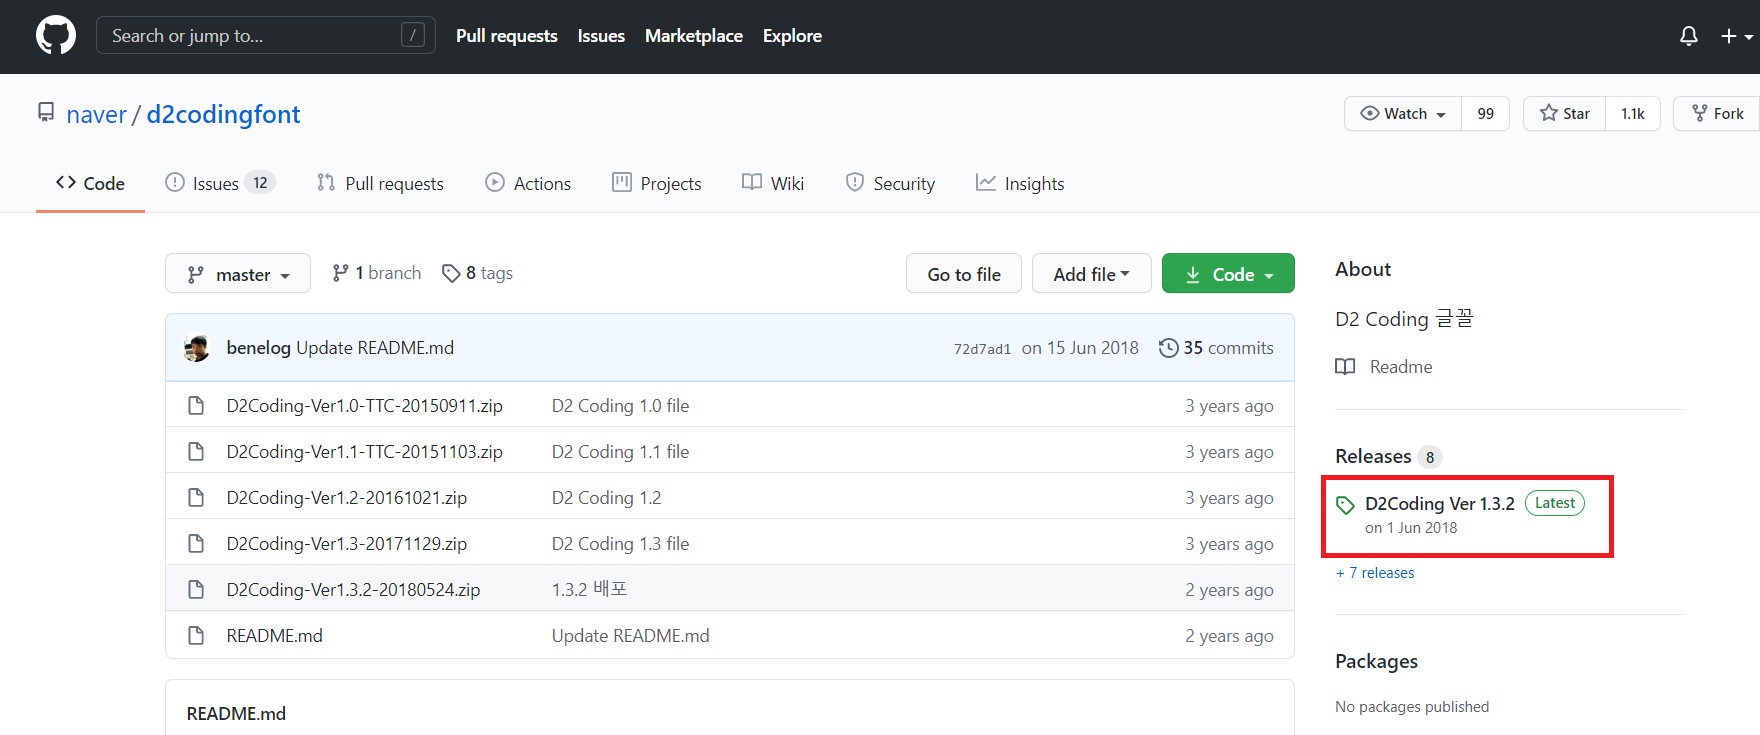 Search or jump to... /
Pull requests Issues Marketplace Explore
naver / d2codingfont
Watch 99 Star 1.1k Fork
Code Issues 12 Pull requests Actions Projects Wiki Security Insights
master 1 branch 8 tags Go to file Add file Code
benelog Update README.md 72d7ad1 on 15 Jun 2018 35 commits
D2Coding-Ver1.0-TTC-20150911.zip D2 Coding 1.0 file 3 years ago
D2Coding-Ver1.1-TTC-20151103.zip D2 Coding 1.1 file 3 years ago
D2Coding-Ver1.2-20161021.zip D2 Coding 1.2 3 years ago
D2Coding-Ver1.3-20171129.zip D2 Coding 1.3 file 3 years ago
D2Coding-Ver1.3.2-20180524.zip 1.3.2 배포 2 years ago
README.md Update README.md 2 years ago
README.md
About
D2 Coding 글꼴
Readme
Releases 8
D2Coding Ver 1.3.2 Latest
on 1 Jun 2018
+ 7 releases
Packages
No packages published